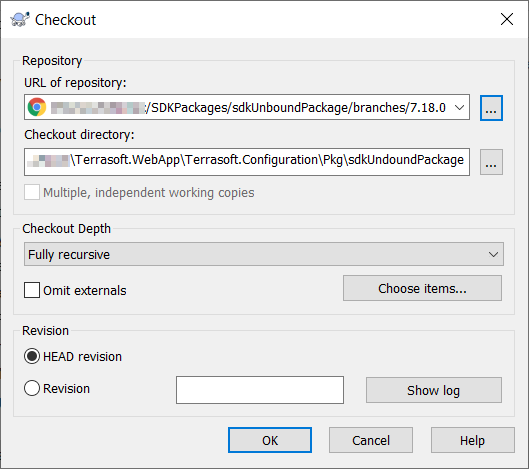 Checkout
Repository
URL of repository:
/SDKPackages/sdkUnboundPackage/branches/7.18.0
...
Checkout directory:
\Terrasoft.WebApp\Terrasoft.Configuration\Pkg\sdkUndoundPackage
...
Multiple, independent working copies
Checkout Depth
Fully recursive
Omit externals
Choose items...
Revision
HEAD revision
Revision
Show log
OK
Cancel
Help